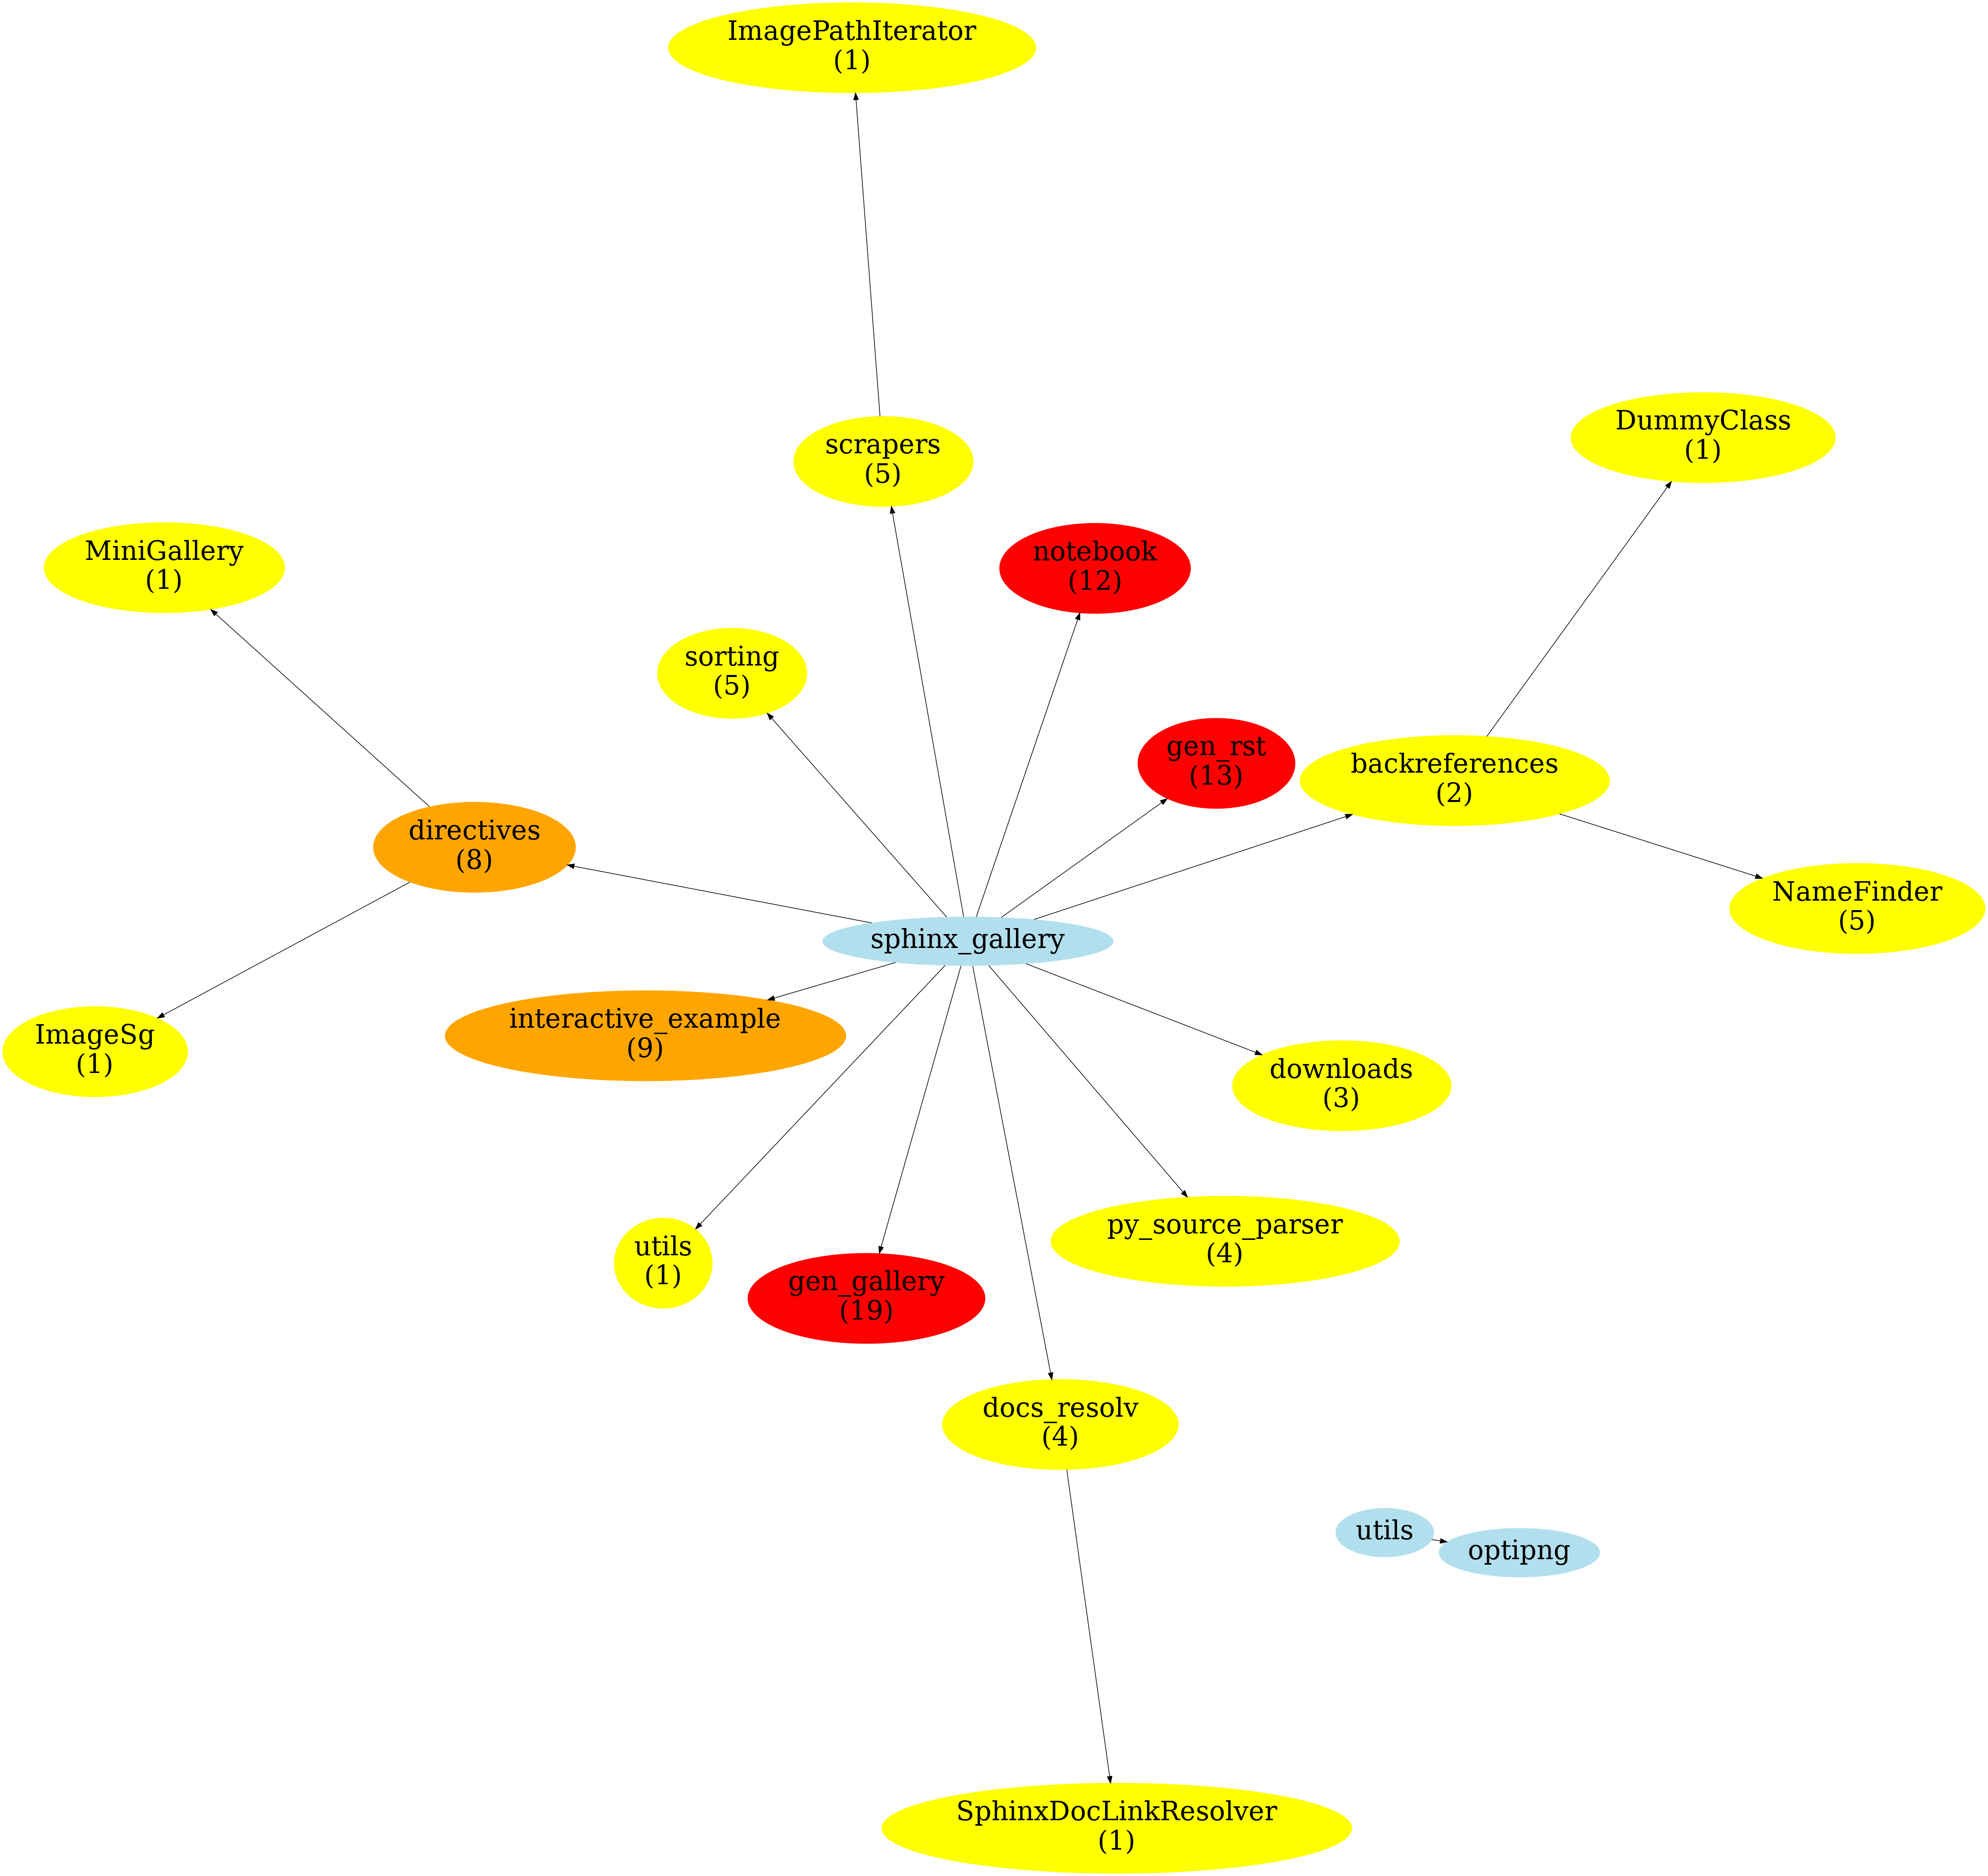 ImagePathIterator
(1)
DummyClass
(1)
scrapers
(5)
MiniGallery
(1)
notebook
(12)
sorting
(5)
gen_rst
(13)
backreferences
(2)
directives
(8)
NameFinder
(5)
sphinx_gallery
interactive_example
(9)
ImageSg
(1)
downloads
(3)
py_source_parser
(4)
utils
(1)
gen_gallery
(19)
docs_resolv
(4)
utils
optipng
SphinxDocLinkResolver
(1)